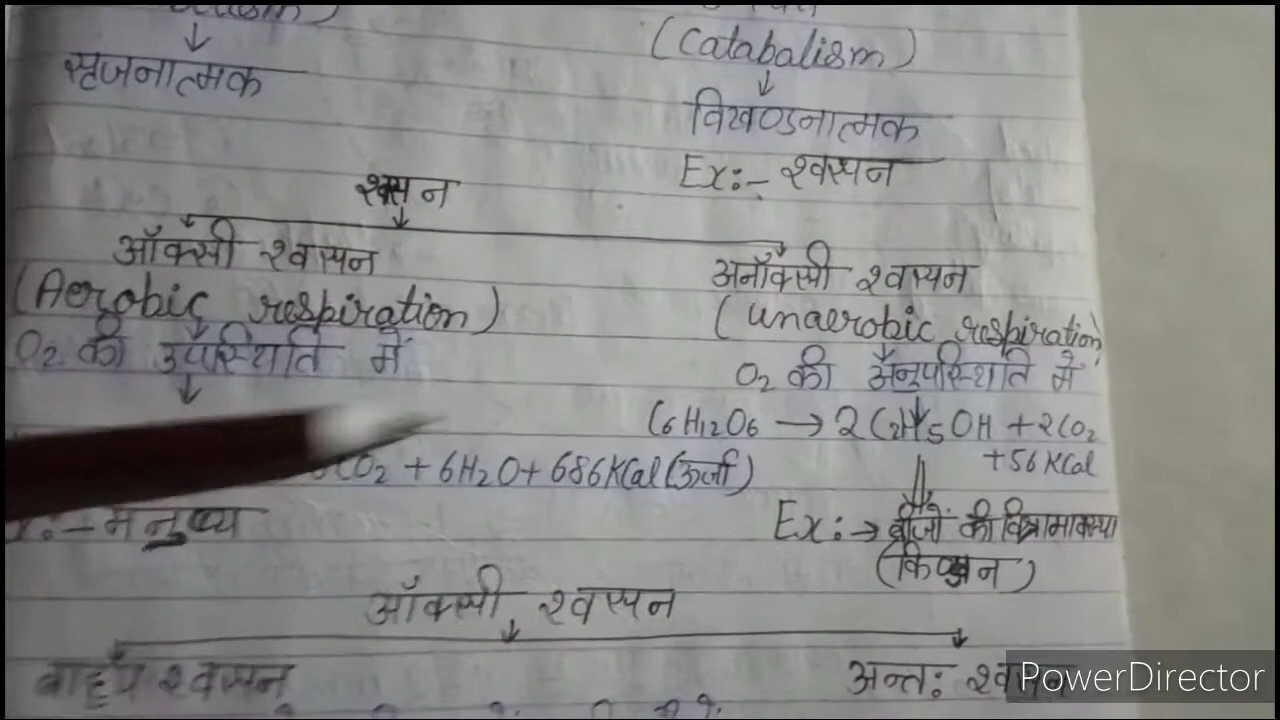 (Catabalism)
सृजनात्मक
विखण्डनात्मक
Ex:- श्वसन
श्वसन
ऑक्सी श्वसन
अनॉक्सी श्वसन
(Aerobic respiration)
(unaerobic respiration)
O2 की उपस्थिति में
O2 की अनुपस्थिति में
C6H12O6 → 2C2H5OH + 2CO2
+56 KCal
CO2 + 6H2O + 686 KCal (ऊर्जा)
:- मनुष्य
Ex:→ बीजों की विश्रामावस्था
(किण्वन)
ऑक्सी श्वसन
बाह्य श्वसन
अन्तः श्वसन
PowerDirector